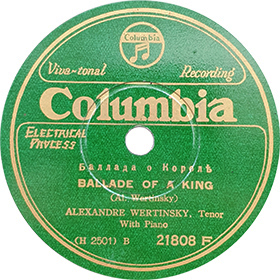 Columbia
Viva-tonal Recording
Columbia
ELECTRICAL
PROCESS
Баллада о Королѣ
BALLADE OF A KING
(Al. Wertinsky)
ALEXANDRE WERTINSKY, Tenor
With Piano
(H 2501) B 21808 F